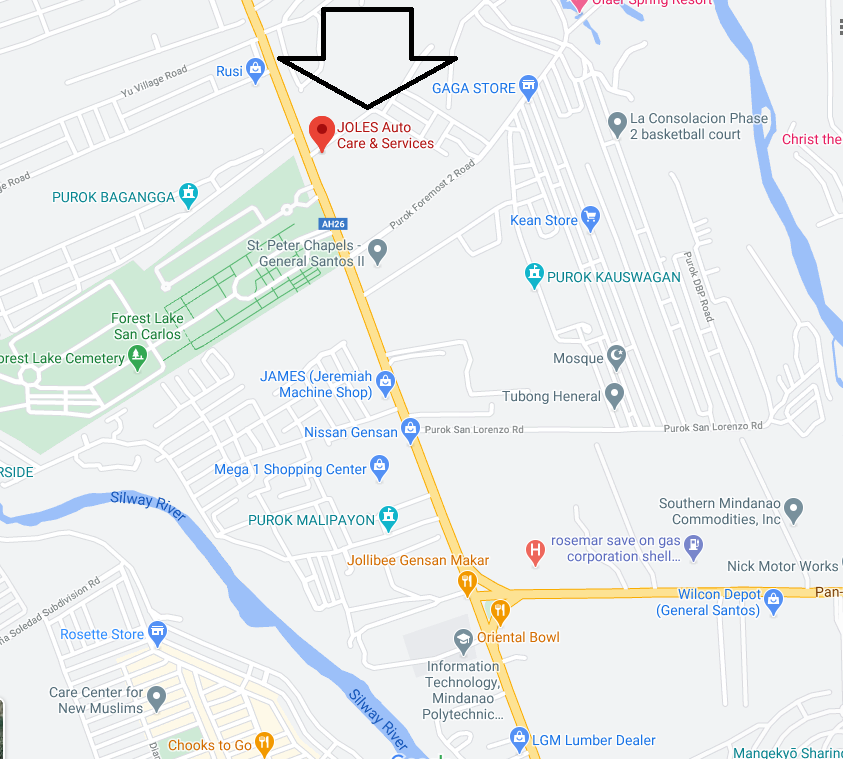 Olaer Spring Resort
Rusi
Yu Village Road
GAGA STORE
JOLES Auto
Care & Services
La Consolacion Phase
2 basketball court
Christ the
ge Road
PUROK BAGANGGA
Purok Foremost 2 Road
AH26
Kean Store
St. Peter Chapels -
General Santos II
PUROK KAUSWAGAN
Purok DBP Road
Forest Lake
San Carlos
orest Lake Cemetery
Mosque
JAMES (Jeremiah
Machine Shop)
Tubong Heneral
Nissan Gensan
Purok San Lorenzo Rd
Purok San Lorenzo Rd
Mega 1 Shopping Center
RSIDE
Silway River
Southern Mindanao
Commodities, Inc
PUROK MALIPAYON
rosemar save on gas
corporation shell...
H
Jollibee Gensan Makar
Nick Motor Works
Wilcon Depot
(General Santos)
Pan-
na Soledad Subdivision Rd
Rosette Store
Oriental Bowl
Information
Technology,
Mindanao
Polytechnic...
Care Center for
New Muslims
Silway River
Chooks to Go
LGM Lumber Dealer
Mangekyō Sharing